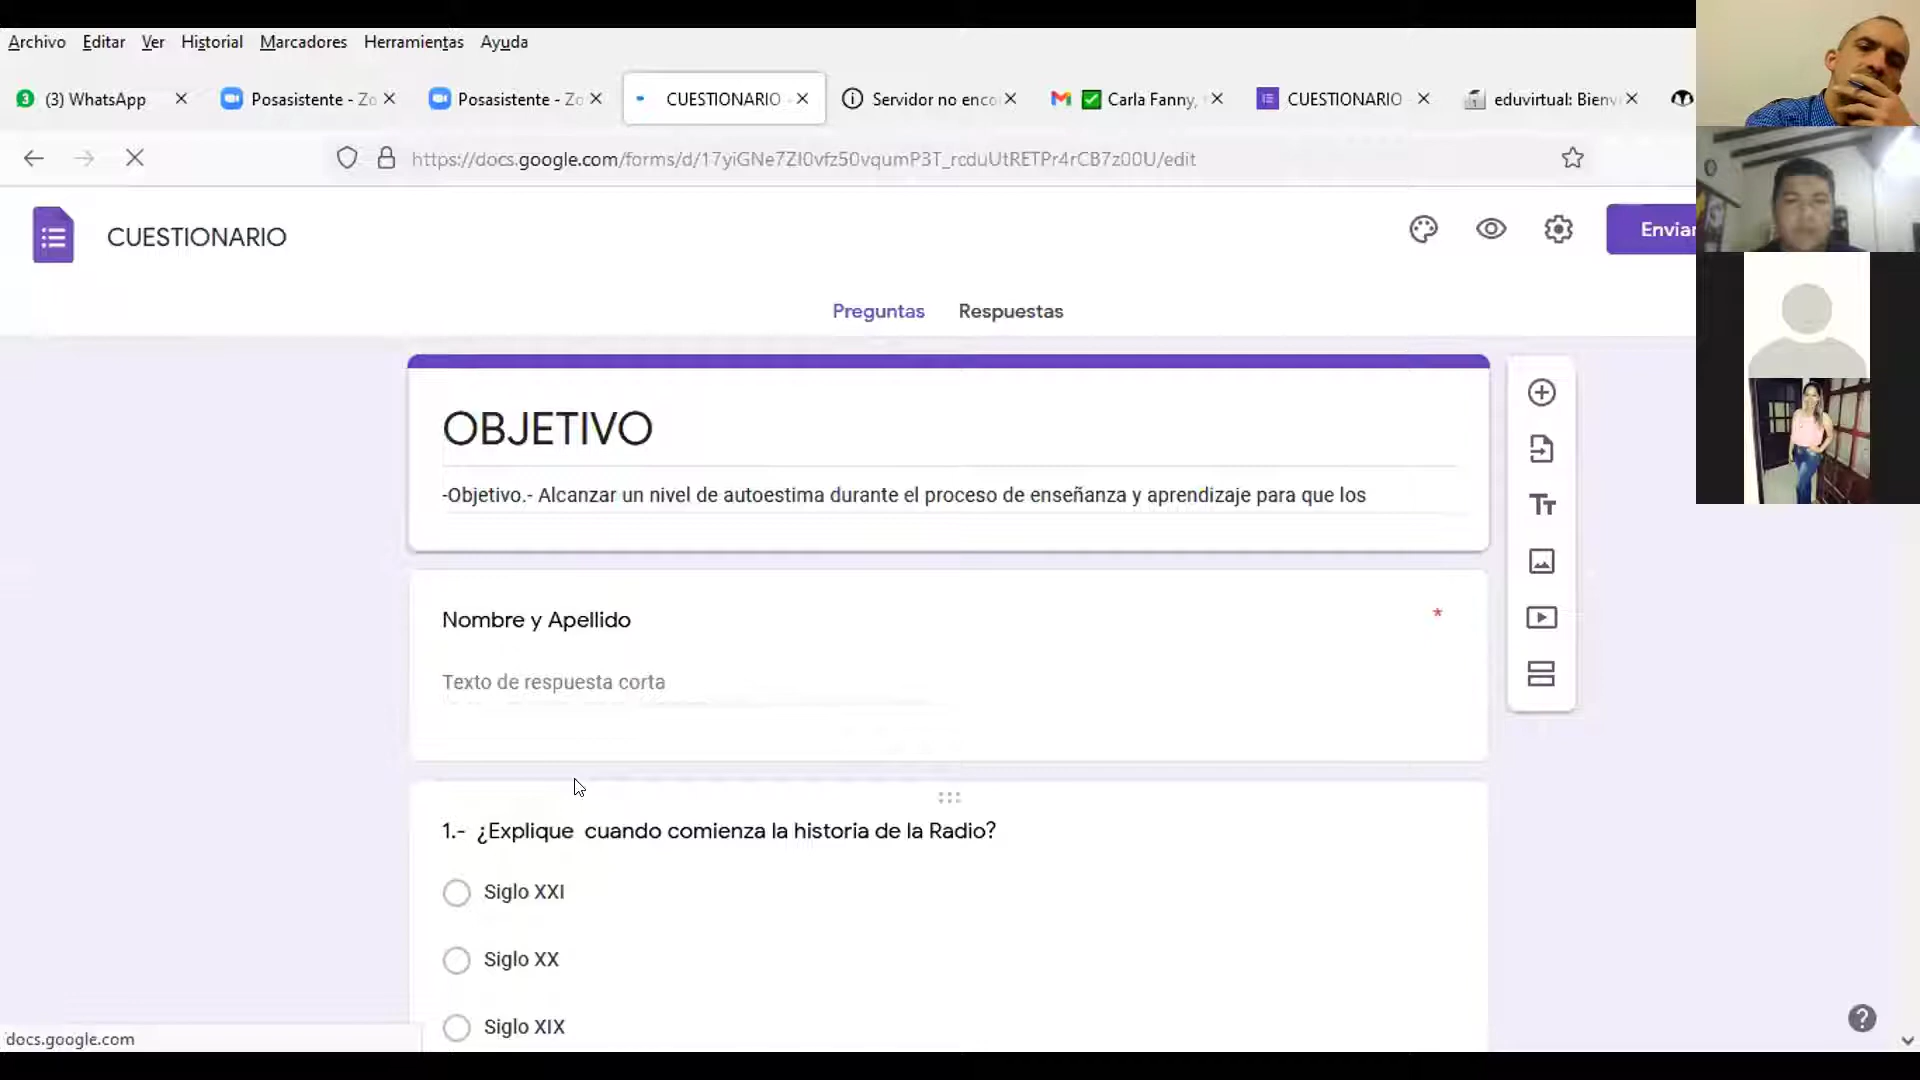 Archivo Editar Ver Historial Marcadores Herramientas Ayuda
3 (3) WhatsApp Posasistente - Zo Posasistente - Zo CUESTIONARIO - Servidor no enco Carla Fanny, CUESTIONARIO eduvirtual: Bienv
https://docs.google.com/forms/d/17yiGNe7ZI0vfz50vqumP3T_rcduUtRETPr4rCB7z00U/edit
CUESTIONARIO
Enviar
Preguntas Respuestas
OBJETIVO
-Objetivo.- Alcanzar un nivel de autoestima durante el proceso de enseñanza y aprendizaje para que los
Nombre y Apellido *
Texto de respuesta corta
1.- ¿Explique cuando comienza la historia de la Radio?
Siglo XXI
Siglo XX
Siglo XIX
docs.google.com